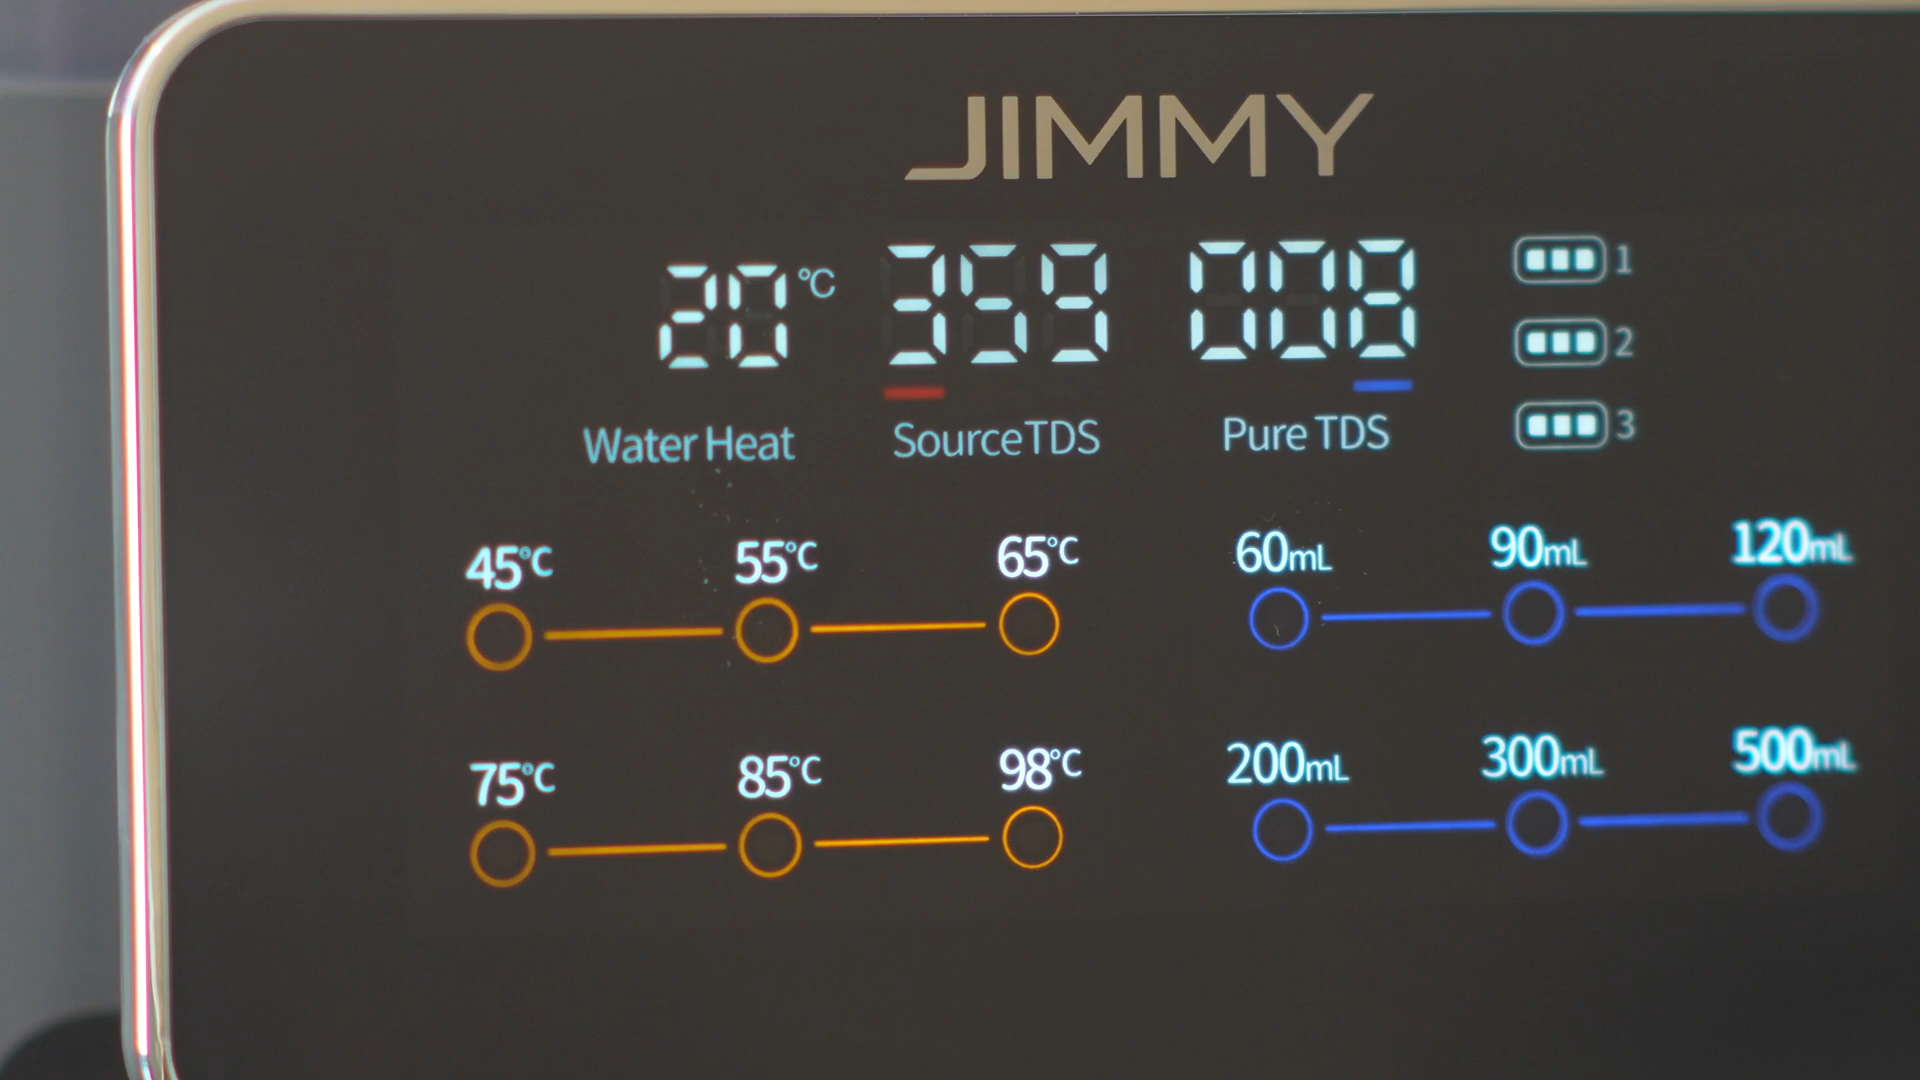 JIMMY
20°C 359 008 1
2
Water Heat Source TDS Pure TDS 3
45°C 55°C 65°C 60mL 90mL 120mL
75°C 85°C 98°C 200mL 300mL 500mL